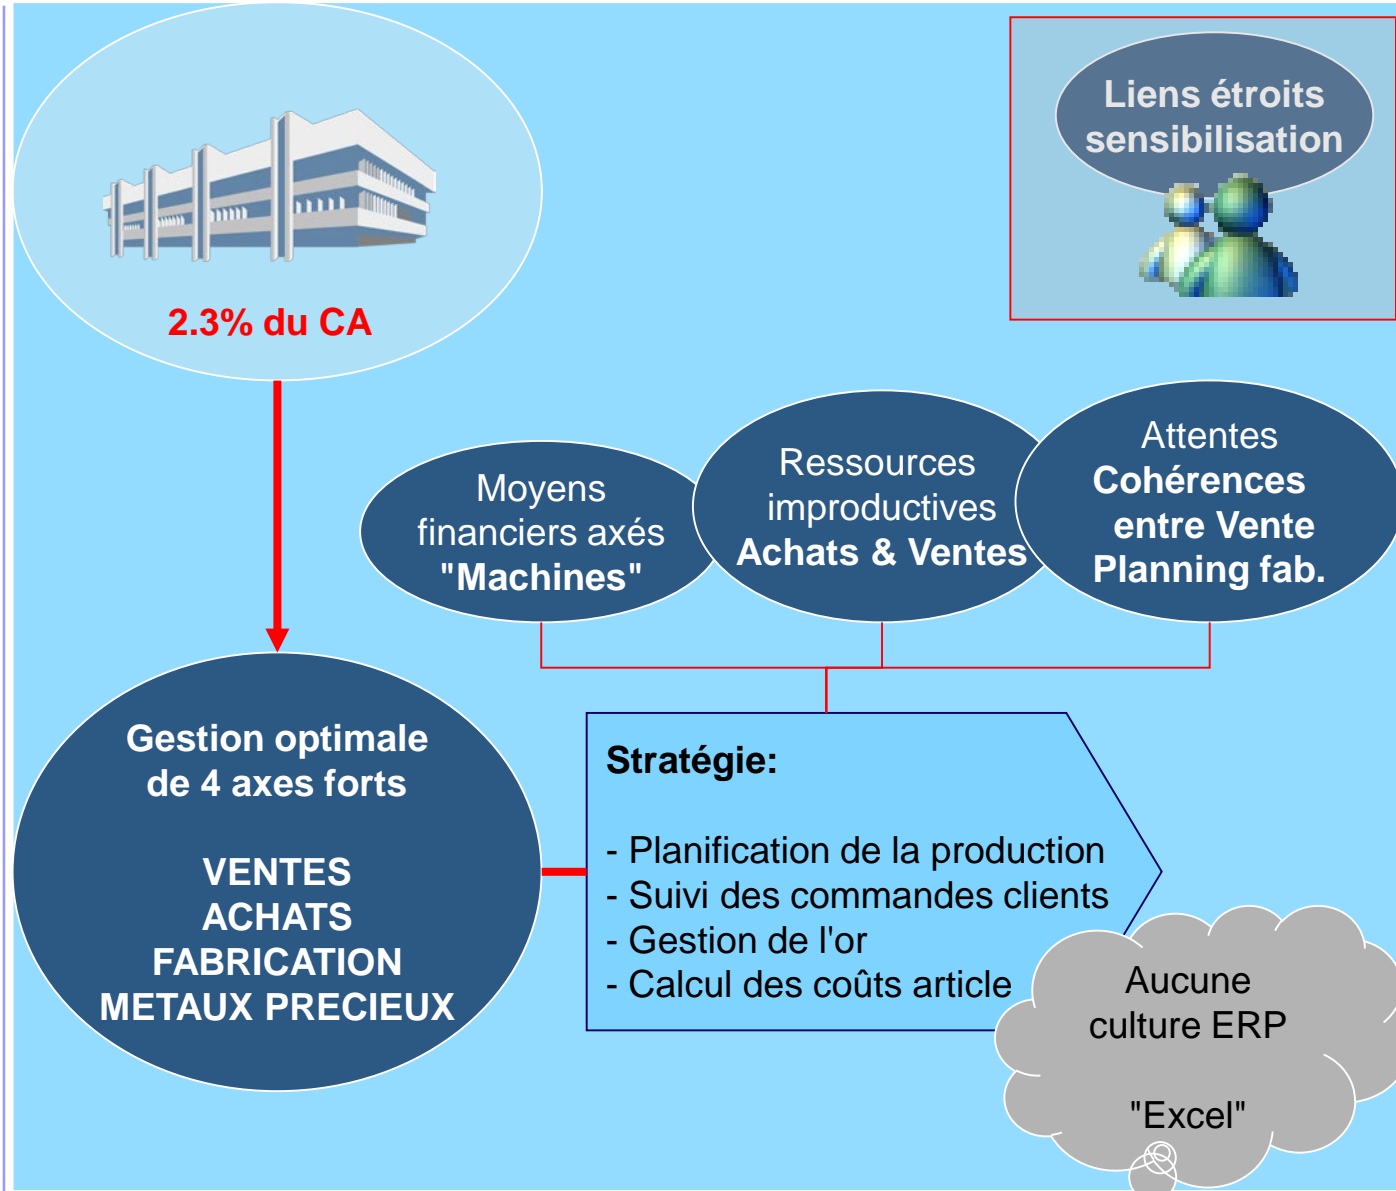 2.3% du CA
Liens étroits
sensibilisation
Moyens
financiers axés
"Machines"
Ressources
improductives
Achats & Ventes
Attentes
Cohérences
entre Vente
Planning fab.
Gestion optimale
de 4 axes forts
VENTES
ACHATS
FABRICATION
METAUX PRECIEUX
Stratégie:
- Planification de la production
- Suivi des commandes clients
- Gestion de l'or
- Calcul des coûts article
Aucune
culture ERP
"Excel"